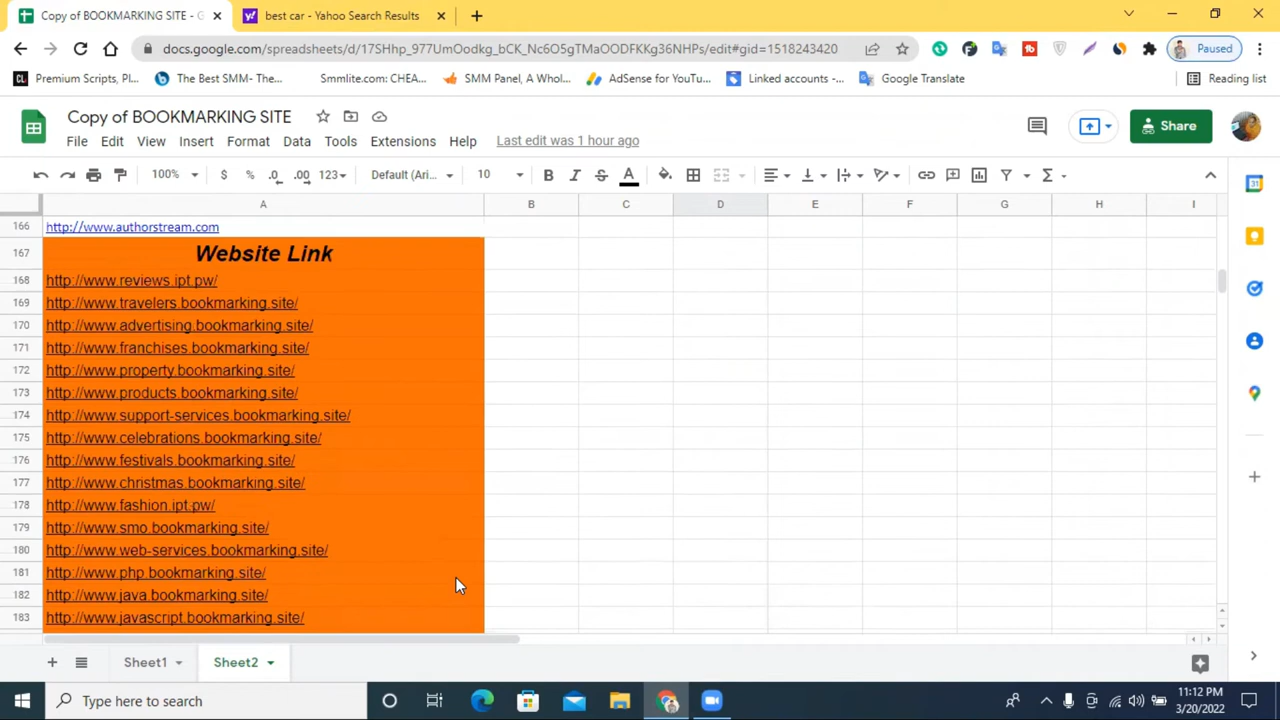 Copy of BOOKMARKING SITE - G
best car - Yahoo Search Results
docs.google.com/spreadsheets/d/17SHhp_977UmOodkg_bCK_Nc6O5gTMaOODFKKg36NHPs/edit#gid=1518243420
Paused
Premium Scripts, Pl...
The Best SMM- The...
Smmlite.com: CHEA...
SMM Panel, A Whol...
AdSense for YouTu...
Linked accounts -...
Google Translate
Reading list
Copy of BOOKMARKING SITE
Share
File Edit View Insert Format Data Tools Extensions Help Last edit was 1 hour ago
100% $ % .0 .00 123 Default (Ari... 10 B I S A
A B C D E F G H I
166 http://www.authorstream.com
167 Website Link
168 http://www.reviews.ipt.pw/
169 http://www.travelers.bookmarking.site/
170 http://www.advertising.bookmarking.site/
171 http://www.franchises.bookmarking.site/
172 http://www.property.bookmarking.site/
173 http://www.products.bookmarking.site/
174 http://www.support-services.bookmarking.site/
175 http://www.celebrations.bookmarking.site/
176 http://www.festivals.bookmarking.site/
177 http://www.christmas.bookmarking.site/
178 http://www.fashion.ipt.pw/
179 http://www.smo.bookmarking.site/
180 http://www.web-services.bookmarking.site/
181 http://www.php.bookmarking.site/
182 http://www.java.bookmarking.site/
183 http://www.javascript.bookmarking.site/
Sheet1 Sheet2
Type here to search
11:12 PM
3/20/2022